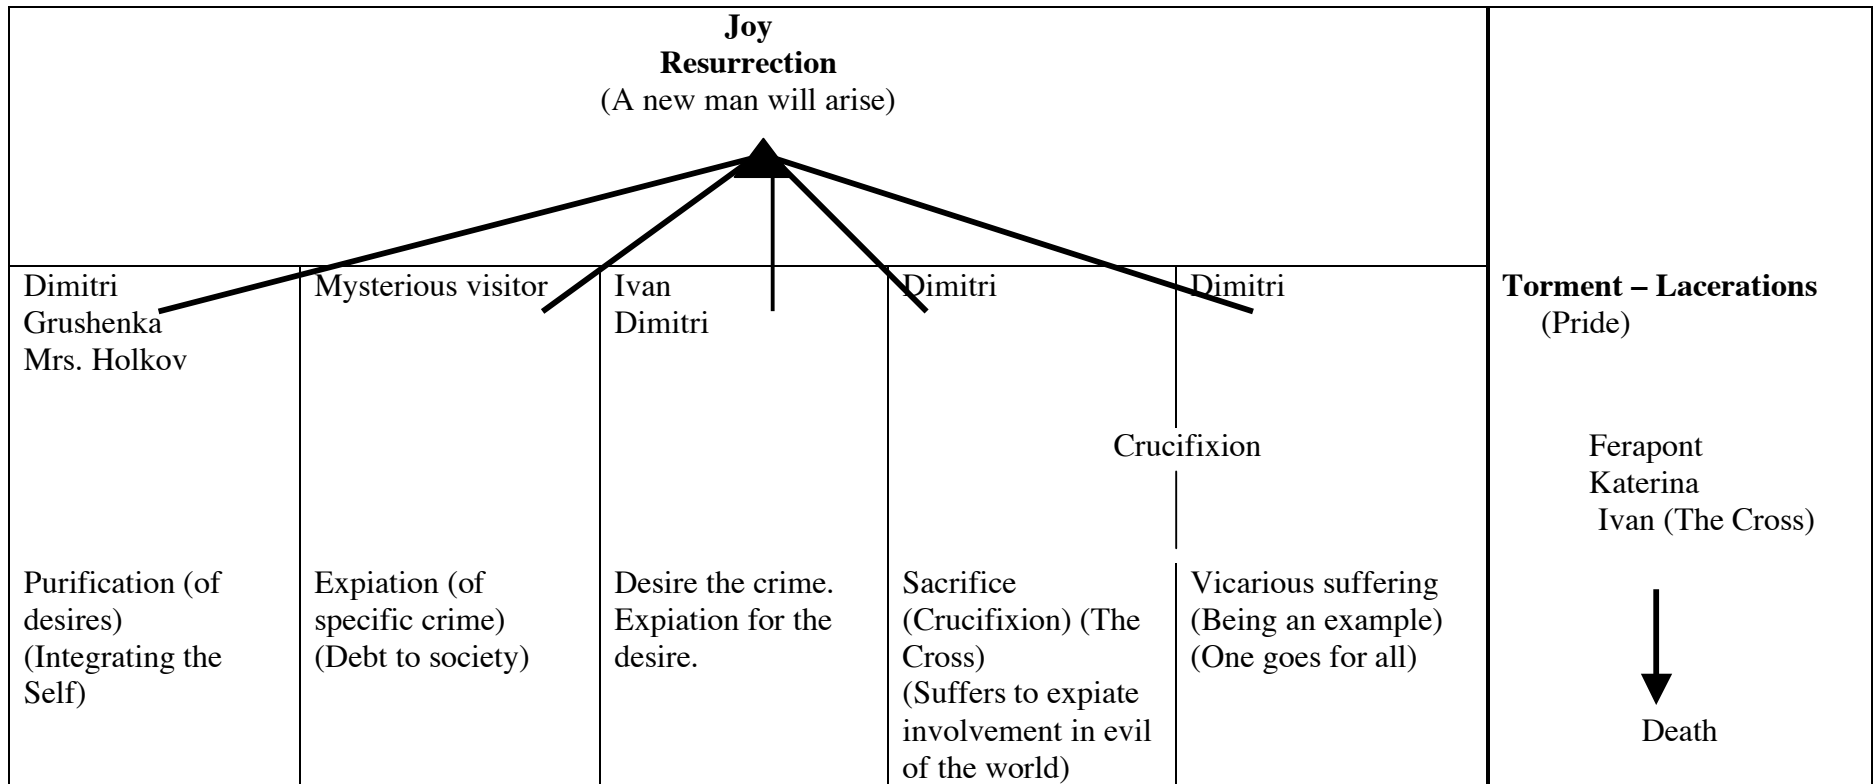 Joy
Resurrection
(A new man will arise)
Dimitri
Grushenka
Mrs. Holkov
Purification (of
desires)
(Integrating the
Self)
Mysterious visitor
Expiation (of
specific crime)
(Debt to society)
Ivan
Dimitri
Desire the crime.
Expiation for the
desire.
Dimitri
Crucifixion
Sacrifice
(Crucifixion) (The
Cross)
(Suffers to expiate
involvement in evil
of the world)
Dimitri
Vicarious suffering
(Being an example)
(One goes for all)
Torment – Lacerations
(Pride)
Ferapont
Katerina
Ivan (The Cross)
Death